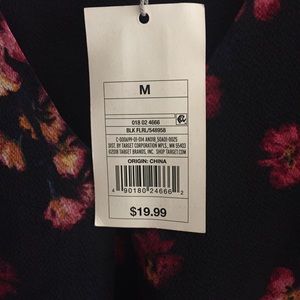 M
018 02 4666
BLK FLRL/548958
DIST. BY TARGET CORPORATION MPLS., MN 55403
©2018 TARGET BRANDS, INC. SHOP TARGET.COM
ORIGIN: CHINA
4 90180 24666 2
$19.99